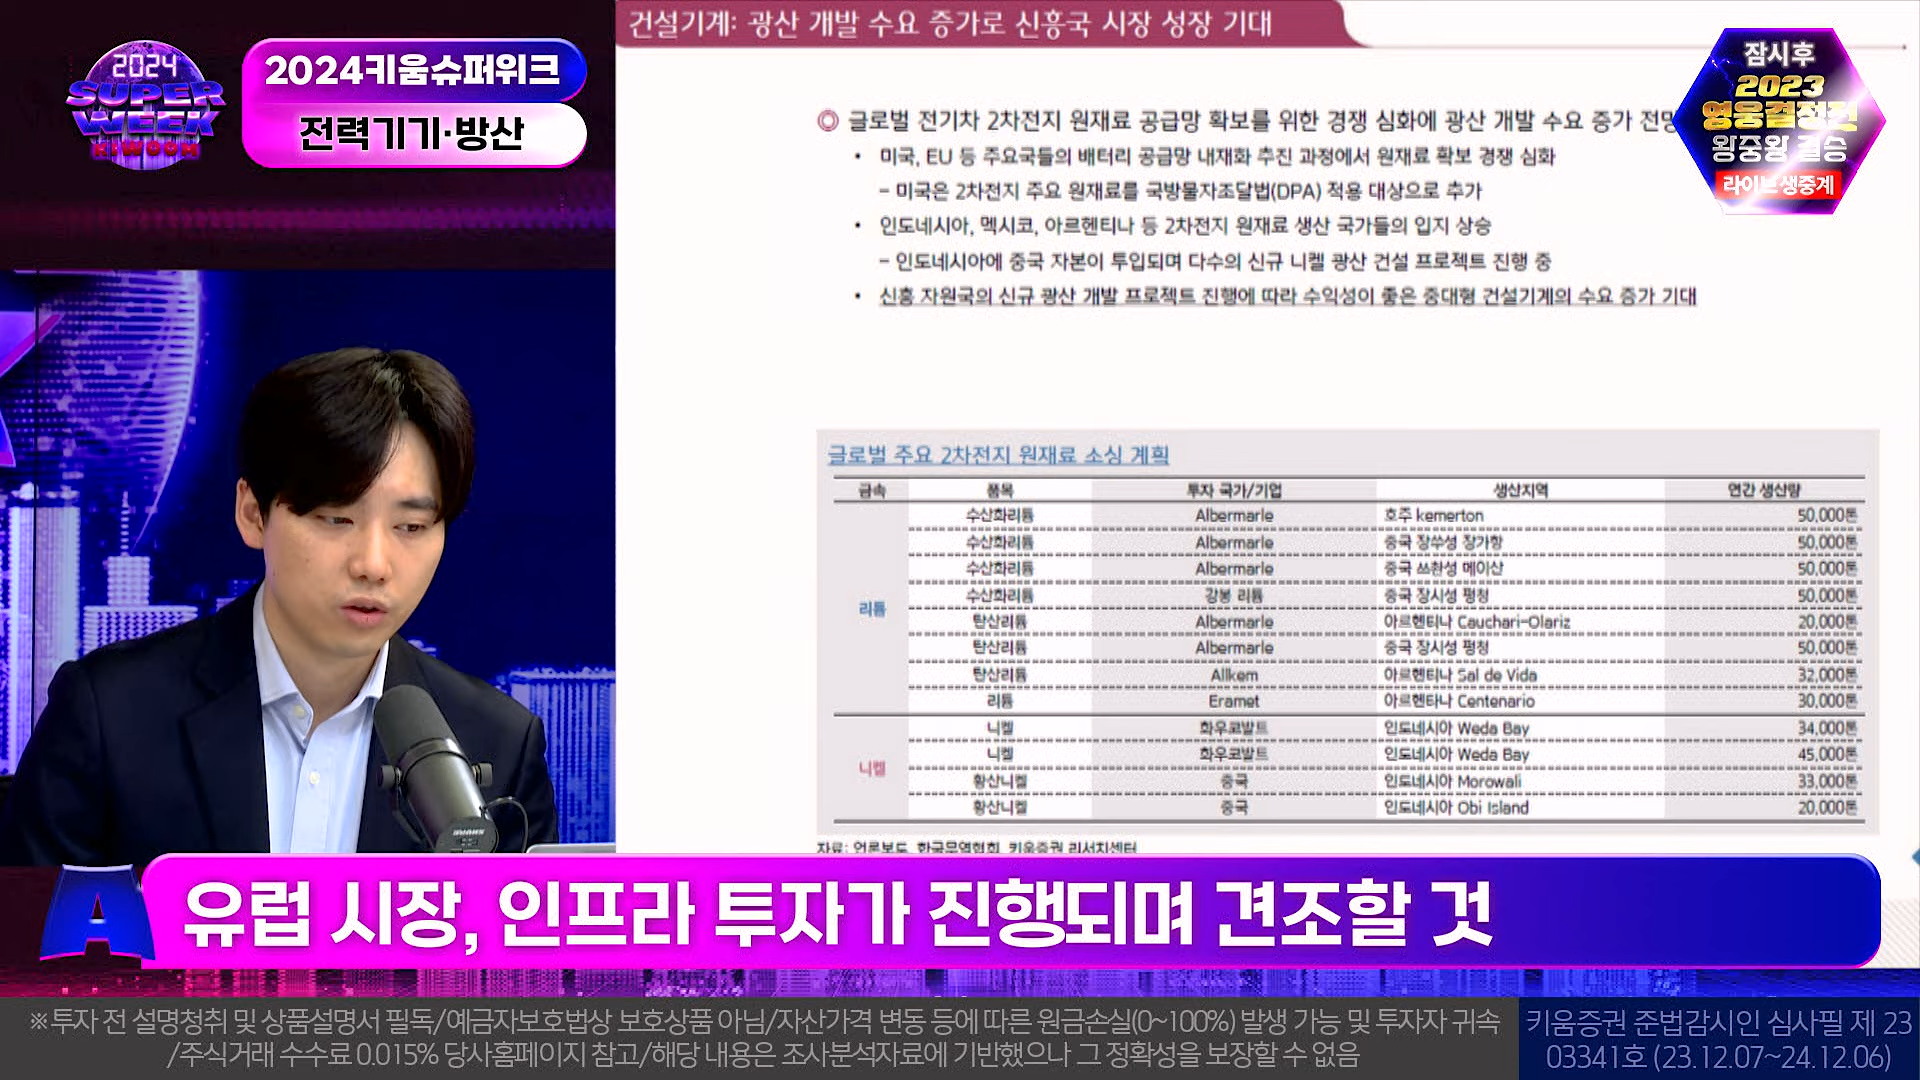 2024
SUPER
WEEK
KIWOOM
2024키움슈퍼위크
전력기기·방산
건설기계: 광산 개발 수요 증가로 신흥국 시장 성장 기대
잠시후
2023
영웅결정전
왕중왕 결승
라이브 생중계
◎ 글로벌 전기차 2차전지 원재료 공급망 확보를 위한 경쟁 심화에 광산 개발 수요 증가 전망
• 미국, EU 등 주요국들의 배터리 공급망 내재화 추진 과정에서 원재료 확보 경쟁 심화
- 미국은 2차전지 주요 원재료를 국방물자조달법(DPA) 적용 대상으로 추가
• 인도네시아, 멕시코, 아르헨티나 등 2차전지 원재료 생산 국가들의 입지 상승
- 인도네시아에 중국 자본이 투입되며 다수의 신규 니켈 광산 건설 프로젝트 진행 중
• 신흥 자원국의 신규 광산 개발 프로젝트 진행에 따라 수익성이 좋은 중대형 건설기계의 수요 증가 기대
글로벌 주요 2차전지 원재료 소싱 계획
금속 품목 투자 국가/기업 생산지역 연간 생산량
수산화리튬 Albermarle 호주 kemerton 50,000톤
수산화리튬 Albermarle 중국 장쑤성 장가항 50,000톤
수산화리튬 Albermarle 중국 쓰촨성 메이산 50,000톤
수산화리튬 강봉 리튬 중국 장시성 펑청 50,000톤
리튬
탄산리튬 Albermarle 아르헨티나 Cauchari-Olariz 20,000톤
탄산리튬 Albermarle 중국 장시성 펑청 50,000톤
탄산리튬 Allkem 아르헨티나 Sal de Vida 32,000톤
리튬 Eramet 아르헨타나 Centenario 30,000톤
니켈 화우코발트 인도네시아 Weda Bay 34,000톤
니켈 화우코발트 인도네시아 Weda Bay 45,000톤
니켈
황산니켈 중국 인도네시아 Morowali 33,000톤
황산니켈 중국 인도네시아 Obi Island 20,000톤
자료: 언론보도, 한국무역협회, 키움증권 리서치센터
A 유럽 시장, 인프라 투자가 진행되며 견조할 것
※투자 전 설명청취 및 상품설명서 필독/예금자보호법상 보호상품 아님/자산가격 변동 등에 따른 원금손실(0~100%) 발생 가능 및 투자자 귀속
/주식거래 수수료 0.015% 당사홈페이지 참고/해당 내용은 조사분석자료에 기반했으나 그 정확성을 보장할 수 없음
키움증권 준법감시인 심사필 제 23
03341호 (23.12.07~24.12.06)